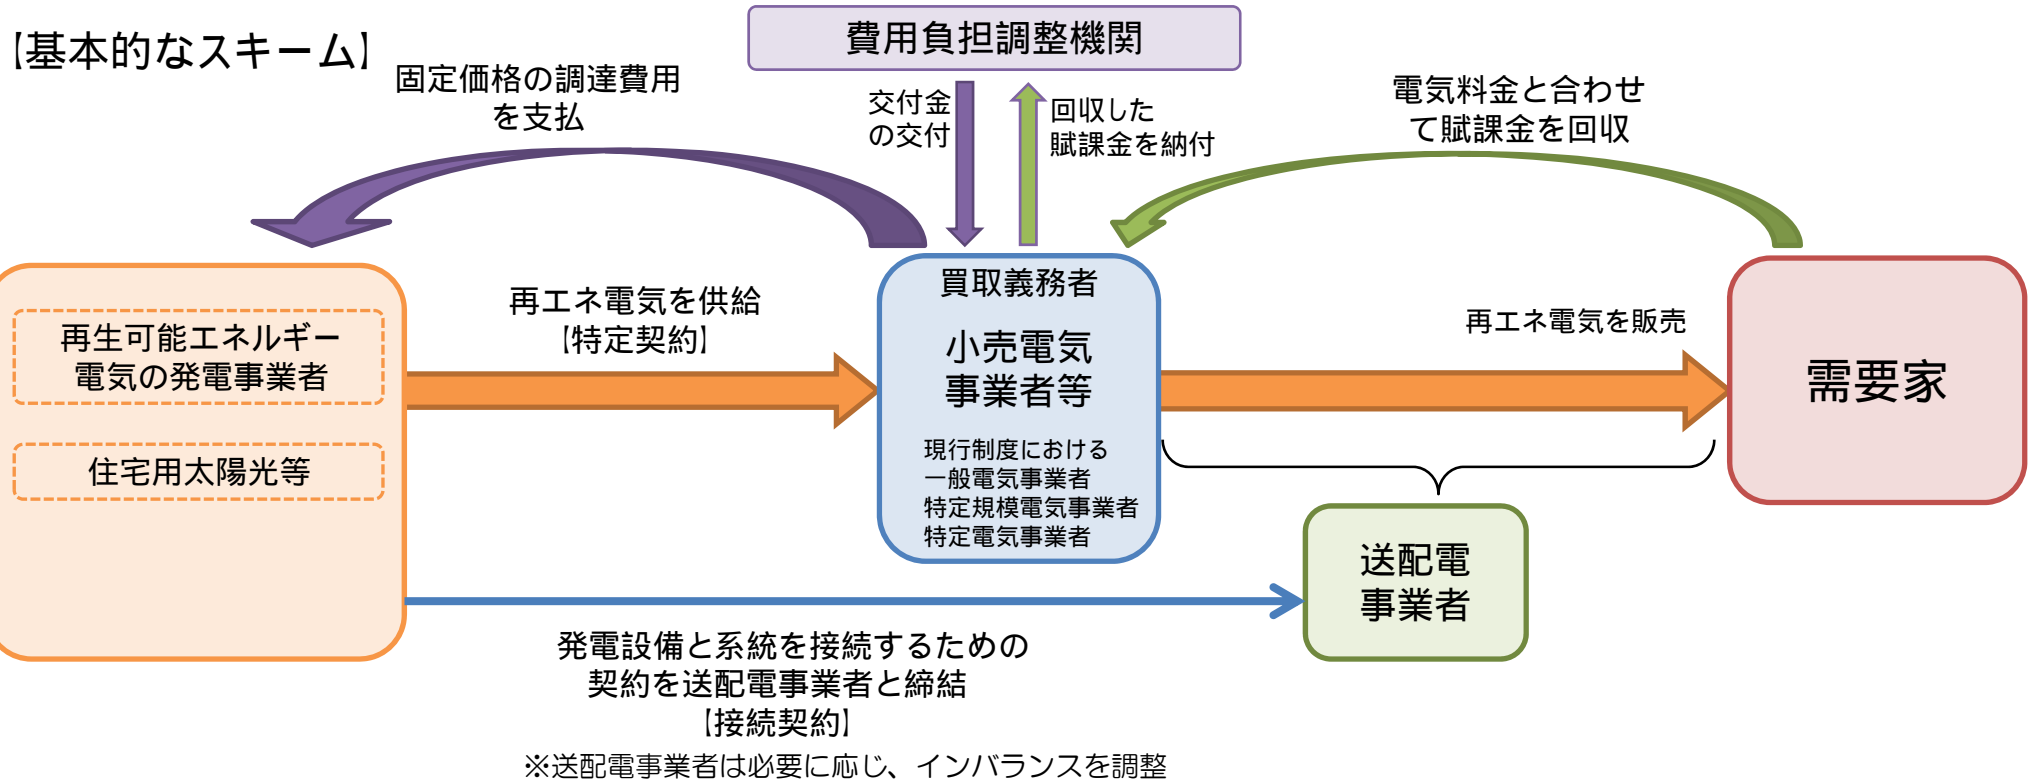 【基本的なスキーム】
費用負担調整機関
固定価格の調達費用
を支払
交付金
の交付
回収した
賦課金を納付
電気料金と合わせ
て賦課金を回収
再生可能エネルギー
電気の発電事業者
住宅用太陽光等
再エネ電気を供給
【特定契約】
買取義務者
小売電気
事業者等
現行制度における
一般電気事業者
特定規模電気事業者
特定電気事業者
再エネ電気を販売
需要家
送配電
事業者
発電設備と系統を接続するための
契約を送配電事業者と締結
【接続契約】
※送配電事業者は必要に応じ、インバランスを調整